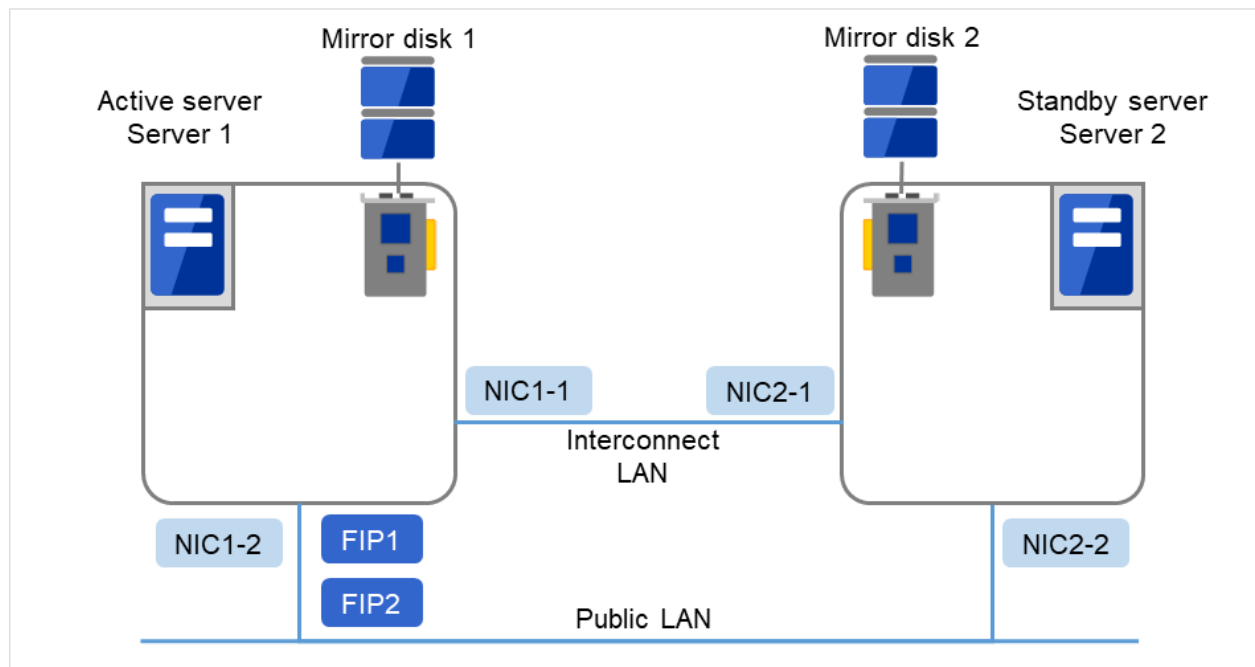 Mirror disk 1
Mirror disk 2
Active server
Server 1
Standby server
Server 2
NIC1-1
NIC2-1
Interconnect
LAN
NIC1-2
FIP1
NIC2-2
FIP2
Public LAN